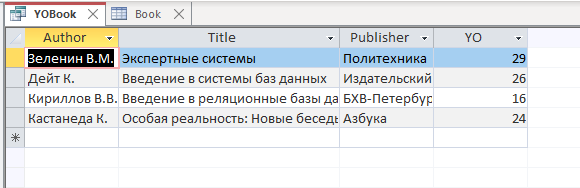 YOBook Book
Author Title Publisher YO
Зеленин В.М. Экспертные системы Политехника 29
Дейт К. Введение в системы баз данных Издательский 26
Кириллов В.В. Введение в реляционные базы да БХВ-Петербур 16
Кастанеда К. Особая реальность: Новые бесед Азбука 24